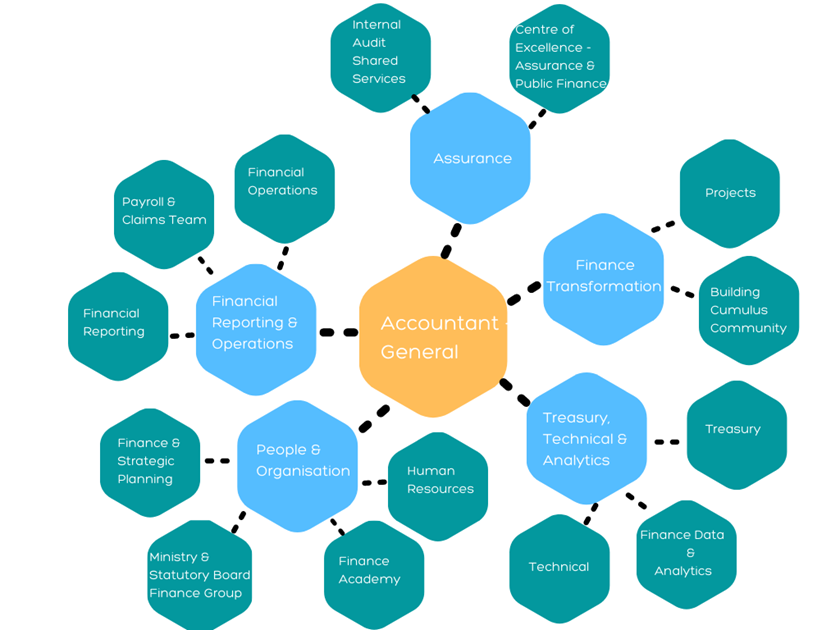 Internal
Audit
Shared
Services
Centre of
Excellence -
Assurance &
Public Finance
Assurance
Financial
Operations
Payroll &
Claims Team
Projects
Finance
Transformation
Financial
Reporting &
Operations
Financial
Reporting
Building
Cumulus
Community
Accountant -
General
Treasury,
Technical &
Analytics
Treasury
People &
Organisation
Finance &
Strategic
Planning
Human
Resources
Ministry &
Statutory Board
Finance Group
Finance
Academy
Technical
Finance Data
&
Analytics